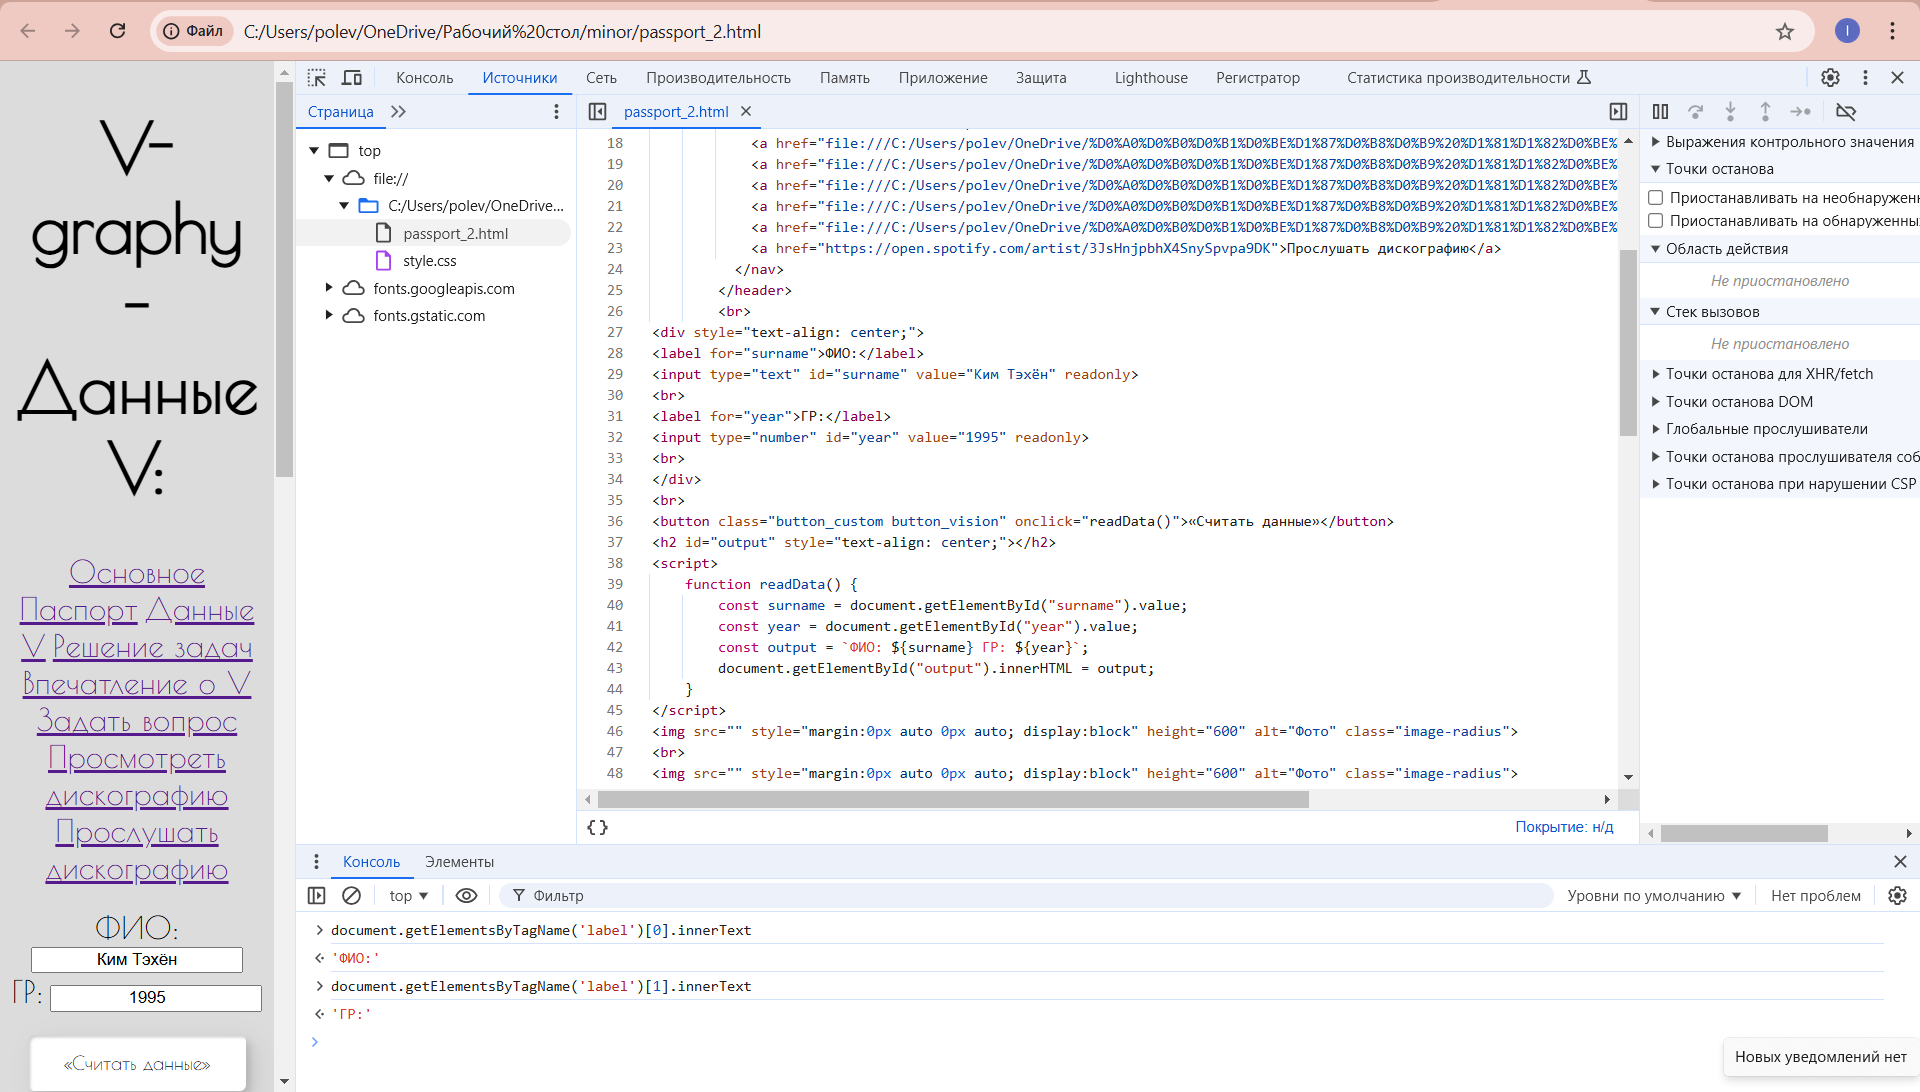 Файл
C:/Users/polev/OneDrive/Рабочий%20стол/minor/passport_2.html
I
V-
graphy
-
Данные
V:
Основное
Паспорт Данные
V Решение задач
Впечатление о V
Задать вопрос
Просмотреть
дискографию
Прослушать
дискографию
ФИО:
Ким Тэхён
ГР: 1995
«Считать данные»
Консоль Источники Сеть Производительность Память Приложение Защита Lighthouse Регистратор Статистика производительности
Страница
top
file://
C:/Users/polev/OneDrive...
passport_2.html
style.css
fonts.googleapis.com
fonts.gstatic.com
passport_2.html
18 <a href="file:///C:/Users/polev/OneDrive/%D0%A0%D0%B0%D0%B1%D0%BE%D1%87%D0%B8%D0%B9%20%D1%81%D1%82%D0%BE%
19 <a href="file:///C:/Users/polev/OneDrive/%D0%A0%D0%B0%D0%B1%D0%BE%D1%87%D0%B8%D0%B9%20%D1%81%D1%82%D0%BE%
20 <a href="file:///C:/Users/polev/OneDrive/%D0%A0%D0%B0%D0%B1%D0%BE%D1%87%D0%B8%D0%B9%20%D1%81%D1%82%D0%BE%
21 <a href="file:///C:/Users/polev/OneDrive/%D0%A0%D0%B0%D0%B1%D0%BE%D1%87%D0%B8%D0%B9%20%D1%81%D1%82%D0%BE%
22 <a href="file:///C:/Users/polev/OneDrive/%D0%A0%D0%B0%D0%B1%D0%BE%D1%87%D0%B8%D0%B9%20%D1%81%D1%82%D0%BE%
23 <a href="https://open.spotify.com/artist/3JsHnjpbhX4SnySpvpa9DK">Прослушать дискографию</a>
24 </nav>
25 </header>
26 <br>
27 <div style="text-align: center;">
28 <label for="surname">ФИО:</label>
29 <input type="text" id="surname" value="Ким Тэхён" readonly>
30 <br>
31 <label for="year">ГР:</label>
32 <input type="number" id="year" value="1995" readonly>
33 <br>
34 </div>
35 <br>
36 <button class="button_custom button_vision" onclick="readData()">«Считать данные»</button>
37 <h2 id="output" style="text-align: center;"></h2>
38 <script>
39 function readData() {
40 const surname = document.getElementById("surname").value;
41 const year = document.getElementById("year").value;
42 const output = `ФИО: ${surname} ГР: ${year}`;
43 document.getElementById("output").innerHTML = output;
44 }
45 </script>
46 <img src="" style="margin:0px auto 0px auto; display:block" height="600" alt="Фото" class="image-radius">
47 <br>
48 <img src="" style="margin:0px auto 0px auto; display:block" height="600" alt="Фото" class="image-radius">
{}
Покрытие: н/д
Выражения контрольного значения
Точки останова
Приостанавливать на необнаружен
Приостанавливать на обнаруженны
Область действия
Не приостановлено
Стек вызовов
Не приостановлено
Точки останова для XHR/fetch
Точки останова DOM
Глобальные прослушиватели
Точки останова прослушивателя соб
Точки останова при нарушении CSP
Консоль Элементы
top Фильтр Уровни по умолчанию Нет проблем
document.getElementsByTagName('label')[0].innerText
'ФИО:'
document.getElementsByTagName('label')[1].innerText
'ГР:'
Новых уведомлений нет